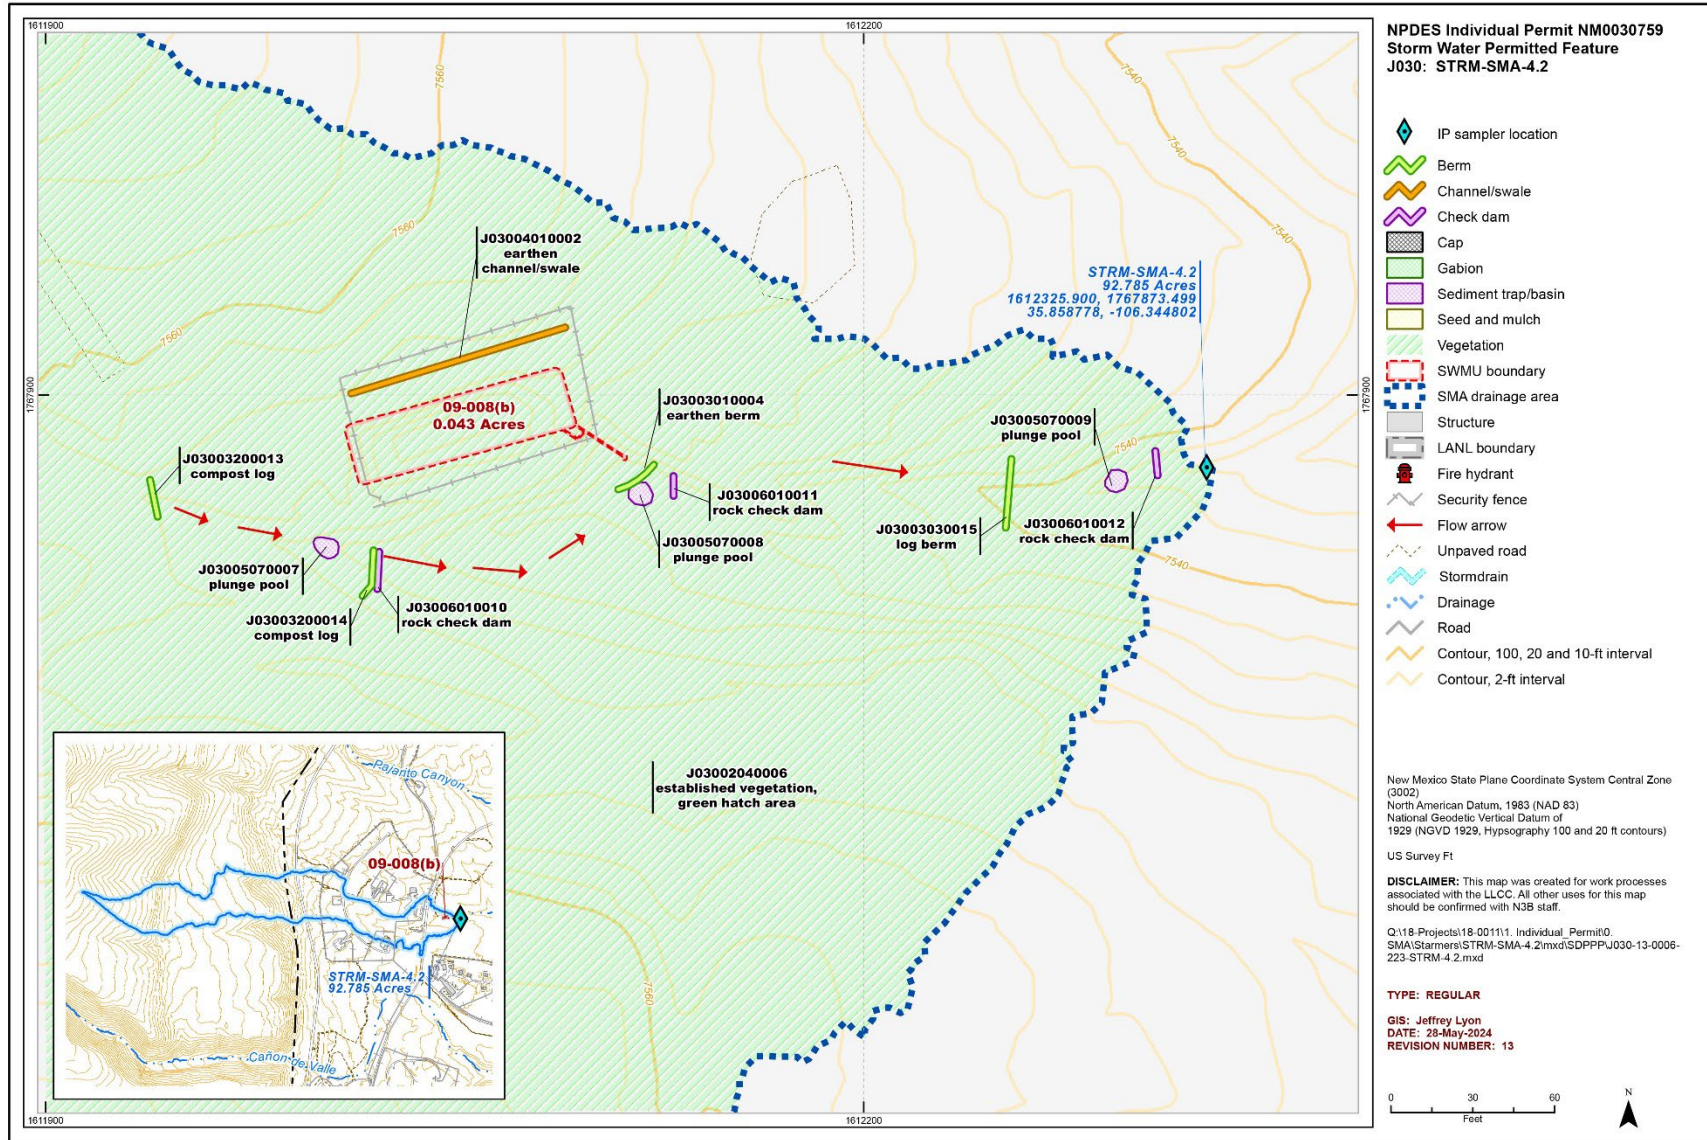 1611900
1612200
NPDES Individual Permit NM0030759
Storm Water Permitted Feature
J030: STRM-SMA-4.2
IP sampler location
Berm
Channel/swale
Check dam
Cap
Gabion
Sediment trap/basin
Seed and mulch
Vegetation
SWMU boundary
SMA drainage area
Structure
LANL boundary
Fire hydrant
Security fence
Flow arrow
Unpaved road
Stormdrain
Drainage
Road
Contour, 100, 20 and 10-ft interval
Contour, 2-ft interval
7560
7560
7560
7540
7540
7540
J03004010002
earthen
channel/swale
STRM-SMA-4.2
92.785 Acres
1612325.900, 1767873.499
35.858778, -106.344802
1767900
1767900
09-008(b)
0.043 Acres
J03003010004
earthen berm
J03005070009
plunge pool
7540
J03003200013
compost log
J03006010011
rock check dam
J03003030015
log berm
J03006010012
rock check dam
J03005070008
plunge pool
7540
J03005070007
plunge pool
J03003200014
compost log
J03006010010
rock check dam
J03002040006
established vegetation,
green hatch area
7560
Pajarito Canyon
09-008(b)
STRM-SMA-4.2
92.785 Acres
Cañon de Valle
New Mexico State Plane Coordinate System Central Zone
(3002)
North American Datum, 1983 (NAD 83)
National Geodetic Vertical Datum of
1929 (NGVD 1929, Hypsography 100 and 20 ft contours)
US Survey Ft
DISCLAIMER: This map was created for work processes
associated with the LLCC. All other uses for this map
should be confirmed with N3B staff.
Q:\18-Projects\18-0011\1. Individual_Permit\0.
SMA\Starmers\STRM-SMA-4.2\mxd\SDPPP\J030-13-0006-
223-STRM-4.2.mxd
TYPE: REGULAR
GIS: Jeffrey Lyon
DATE: 28-May-2024
REVISION NUMBER: 13
0 30 60
Feet
N
1611900
1612200